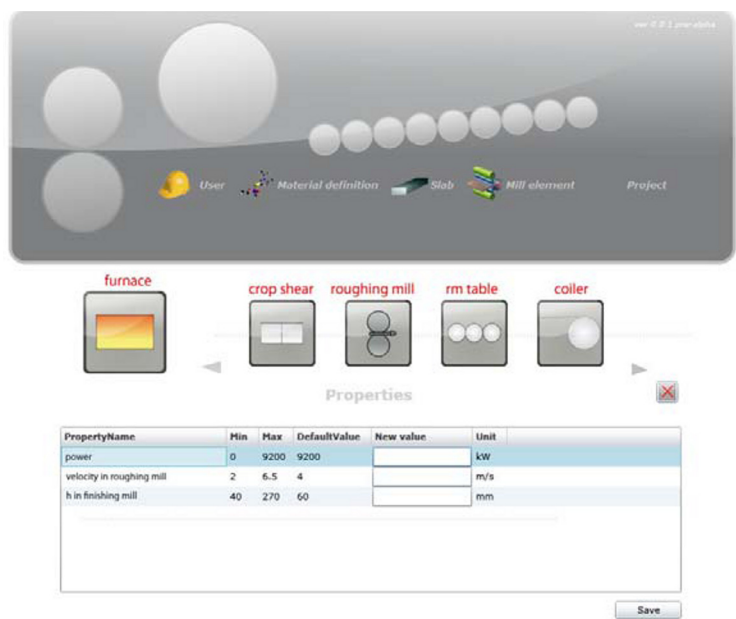 ver 0.0.1 pre-alpha
User Material definition Slab Mill element Project
furnace crop shear roughing mill rm table coiler
Properties
PropertyName Min Max DefaultValue New value Unit
power 0 9200 9200 kW
velocity in roughing mill 2 6.5 4 m/s
h in finishing mill 40 270 60 mm
Save